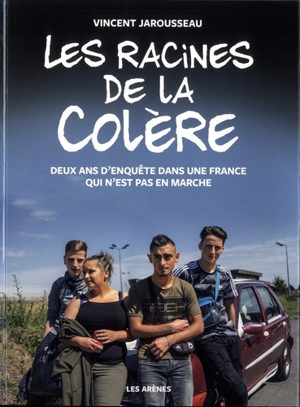 VINCENT JAROUSSEAU
LES RACiNES
DE LA
COLÈRE
DEUX ANS D'ENQUÊTE DANS UNE FRANCE
QUI N'EST PAS EN MARCHE
LES ARÈNES